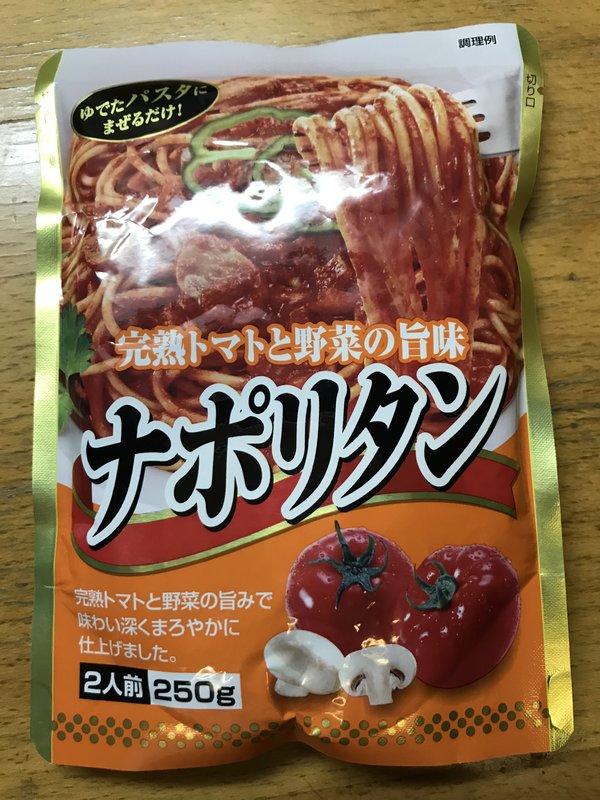 調理例
切り口
ゆでたパスタに
まぜるだけ!
完熟トマトと野菜の旨味
ナポリタン
完熟トマトと野菜の旨みで
味わい深くまろやかに
仕上げました。
2人前 250g